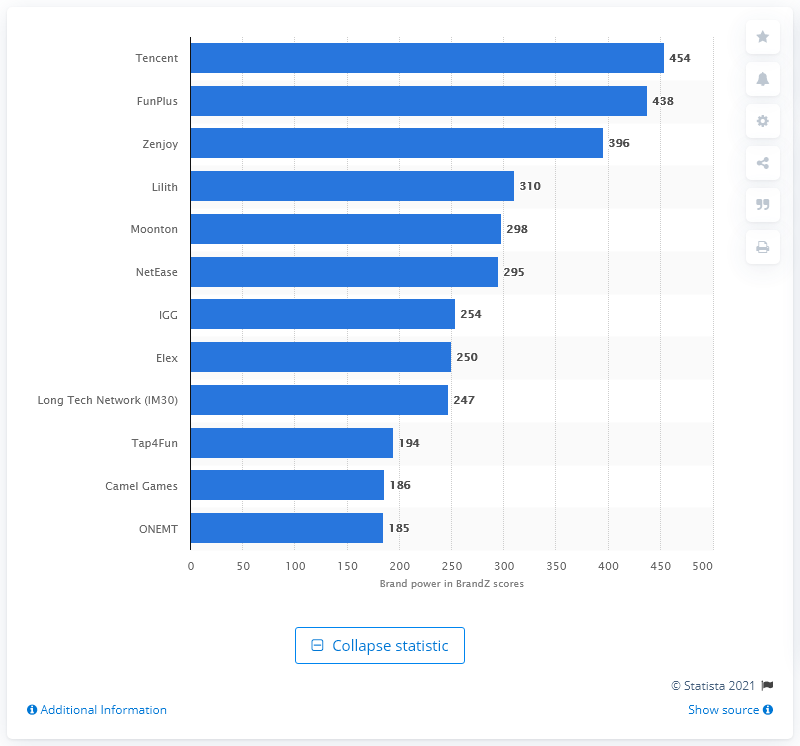 Tencent 454
FunPlus 438
Zenjoy 396
Lilith 310
Moonton 298
NetEase 295
IGG 254
Elex 250
Long Tech Network (IM30) 247
Tap4Fun 194
Camel Games 186
ONEMT 185
0 50 100 150 200 250 300 350 400 450 500
Brand power in BrandZ scores
Collapse statistic
© Statista 2021
Additional Information
Show source